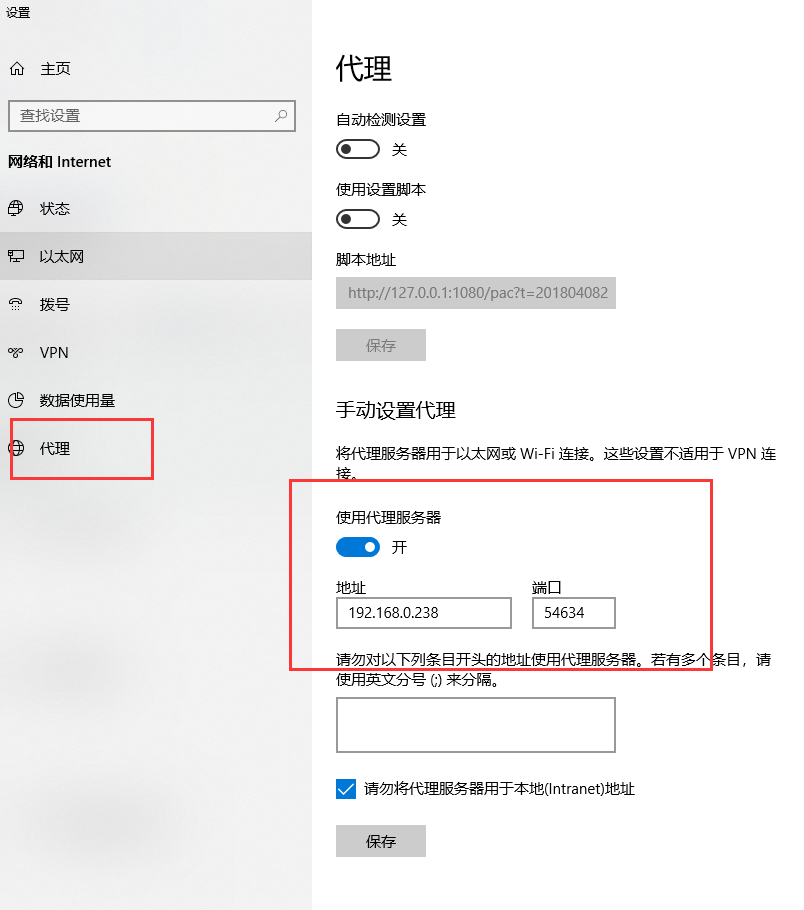 设置
主页
查找设置
网络和 Internet
状态
以太网
拨号
VPN
数据使用量
代理
代理
自动检测设置
关
使用设置脚本
关
脚本地址
http://127.0.0.1:1080/pac?t=201804082
保存
手动设置代理
将代理服务器用于以太网或 Wi-Fi 连接。这些设置不适用于 VPN 连
接。
使用代理服务器
开
地址 端口
192.168.0.238 54634
请勿对以下列条目开头的地址使用代理服务器。若有多个条目，请
使用英文分号 (;) 来分隔。
请勿将代理服务器用于本地(Intranet)地址
保存